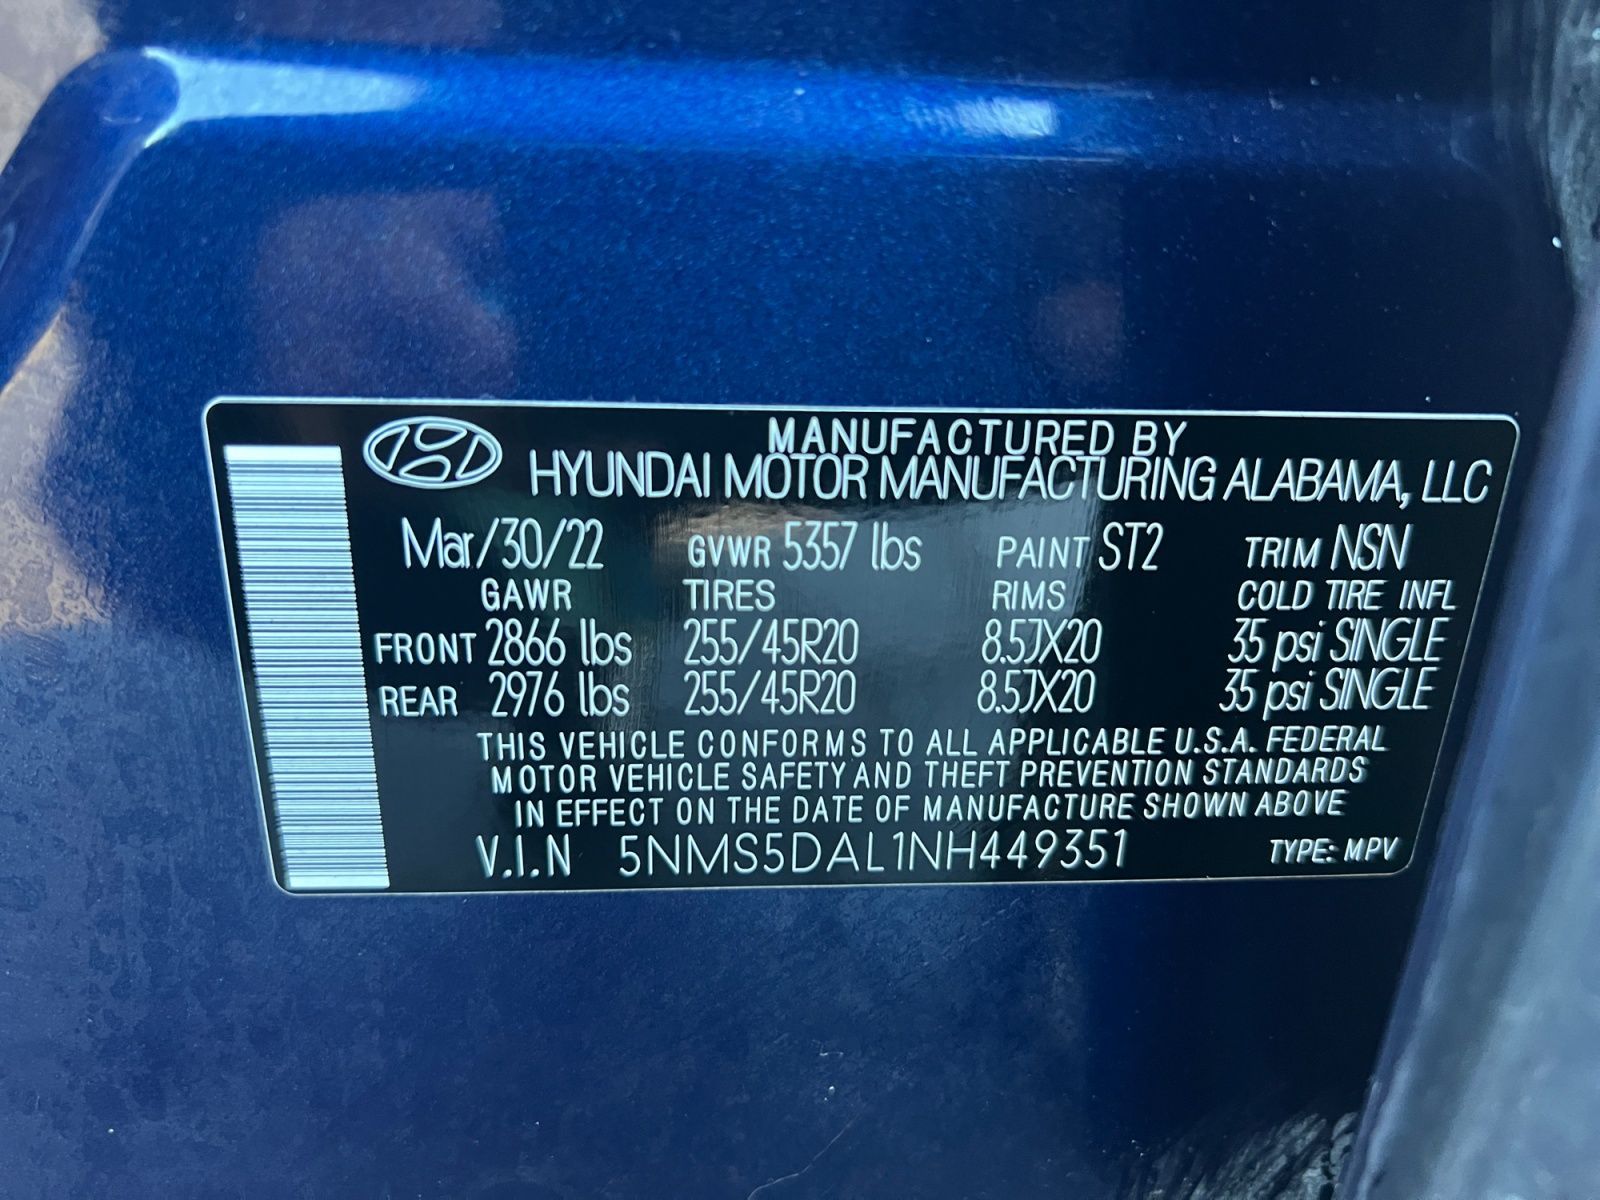 MANUFACTURED BY
HYUNDAI MOTOR MANUFACTURING ALABAMA, LLC
Mar/30/22 GVWR 5357 lbs PAINT ST2 TRIM NSN
GAWR TIRES RIMS COLD TIRE INFL
FRONT 2866 lbs 255/45R20 8.5JX20 35 psi SINGLE
REAR 2976 lbs 255/45R20 8.5JX20 35 psi SINGLE
THIS VEHICLE CONFORMS TO ALL APPLICABLE U.S.A. FEDERAL
MOTOR VEHICLE SAFETY AND THEFT PREVENTION STANDARDS
IN EFFECT ON THE DATE OF MANUFACTURE SHOWN ABOVE
V.I.N 5NMS5DAL1NH449351 TYPE: MPV